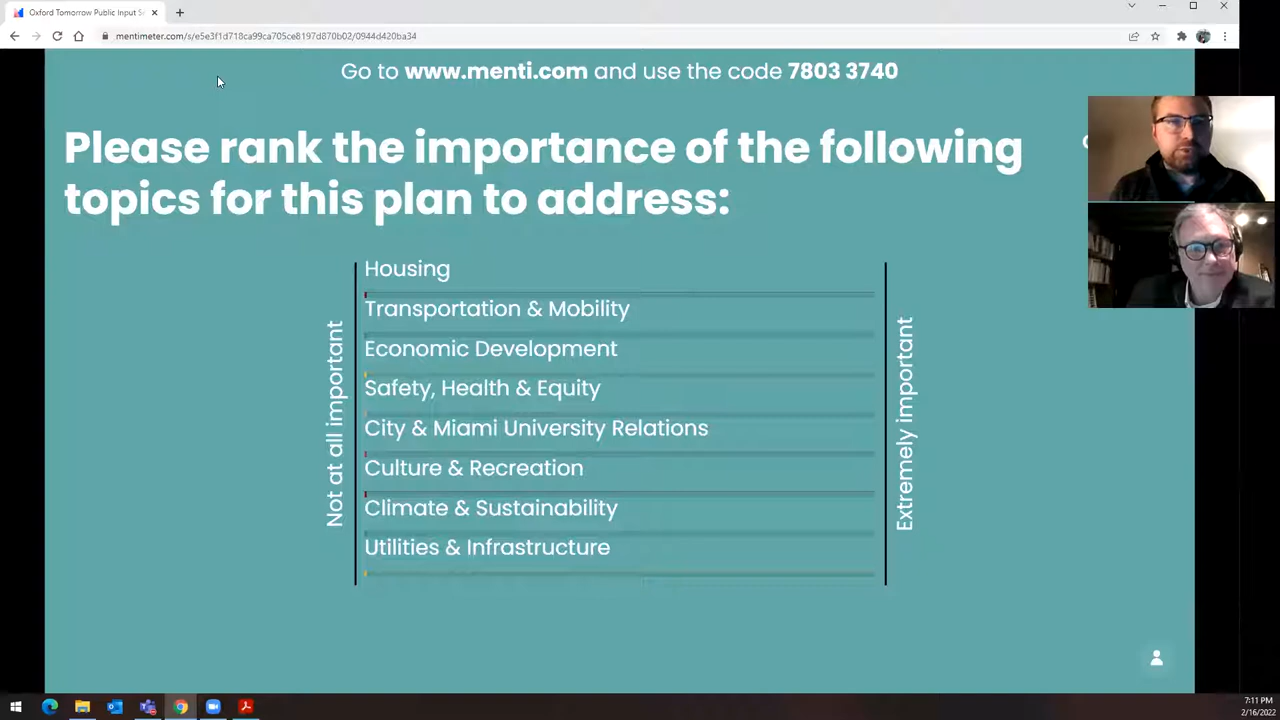 Oxford Tomorrow Public Input S
mentimeter.com/s/e5e3f1d718ca99ca705ce8197d870b02/0944d420ba34
Go to www.menti.com and use the code 7803 3740
Please rank the importance of the following
topics for this plan to address:
Not at all important
Housing
Transportation & Mobility
Economic Development
Safety, Health & Equity
City & Miami University Relations
Culture & Recreation
Climate & Sustainability
Utilities & Infrastructure
Extremely important
7:11 PM
2/16/2022